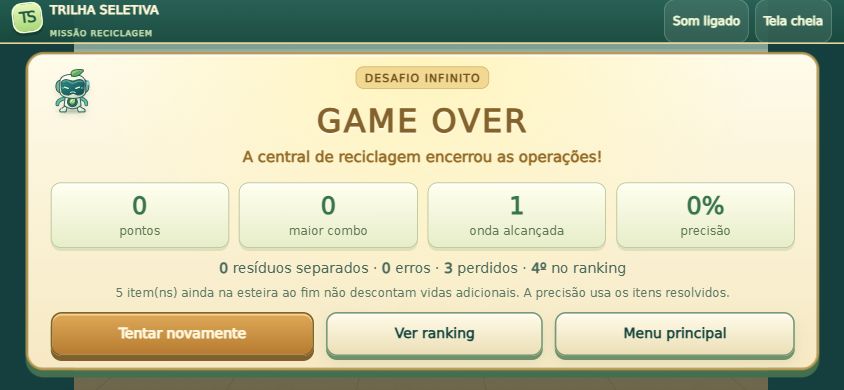 TS
TRILHA SELETIVA
MISSÃO RECICLAGEM
Som ligado
Tela cheia
DESAFIO INFINITO
GAME OVER
A central de reciclagem encerrou as operações!
0
pontos
0
maior combo
1
onda alcançada
0%
precisão
0 resíduos separados · 0 erros · 3 perdidos · 4º no ranking
5 item(ns) ainda na esteira ao fim não descontam vidas adicionais. A precisão usa os itens resolvidos.
Tentar novamente
Ver ranking
Menu principal